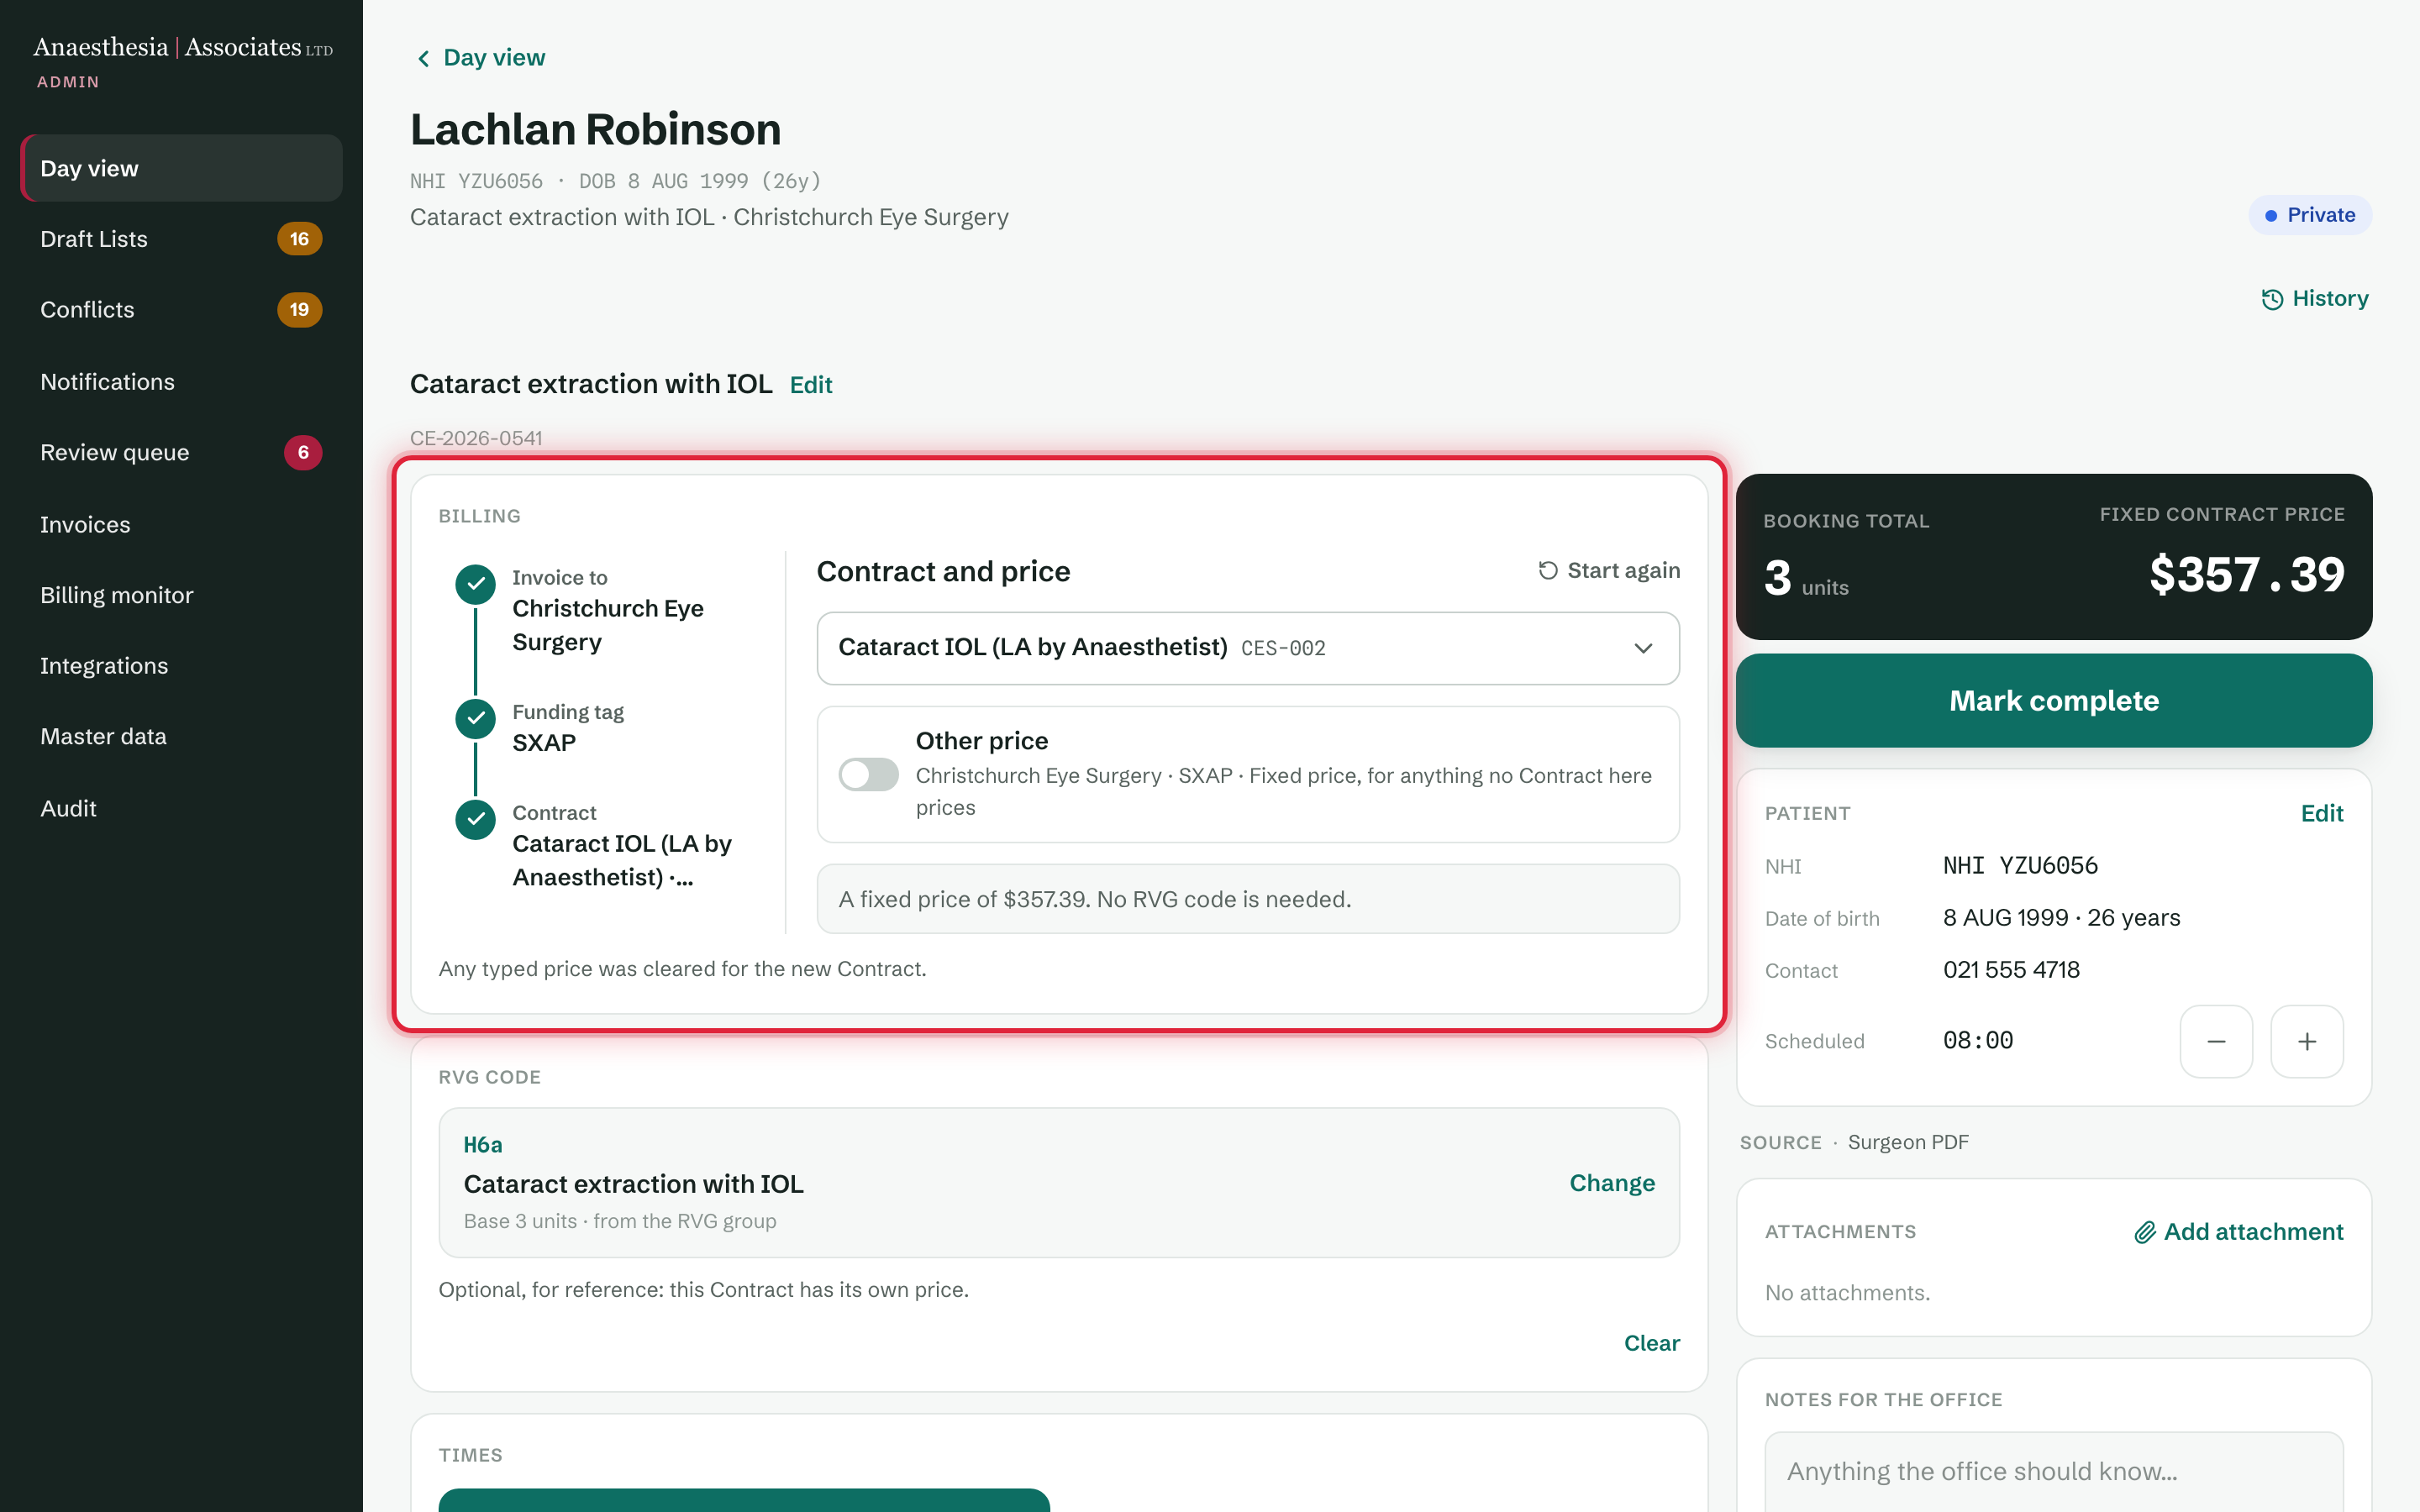 Anaesthesia | Associates LTD
ADMIN
Day view
Draft Lists 16
Conflicts 19
Notifications
Review queue 6
Invoices
Billing monitor
Integrations
Master data
Audit
Day view
Lachlan Robinson
NHI YZU6056 · DOB 8 AUG 1999 (26y)
Cataract extraction with IOL · Christchurch Eye Surgery
Private
History
Cataract extraction with IOL Edit
CE-2026-0541
BILLING
Invoice to
Christchurch Eye
Surgery
Funding tag
SXAP
Contract
Cataract IOL (LA by
Anaesthetist) ·...
Contract and price
Start again
Cataract IOL (LA by Anaesthetist) CES-002
Other price
Christchurch Eye Surgery · SXAP · Fixed price, for anything no Contract here
prices
A fixed price of $357.39. No RVG code is needed.
Any typed price was cleared for the new Contract.
RVG CODE
H6a
Cataract extraction with IOL
Change
Base 3 units · from the RVG group
Optional, for reference: this Contract has its own price.
Clear
TIMES
BOOKING TOTAL
FIXED CONTRACT PRICE
3 units
$357.39
Mark complete
PATIENT
Edit
NHI NHI YZU6056
Date of birth 8 AUG 1999 · 26 years
Contact 021 555 4718
Scheduled 08:00
SOURCE · Surgeon PDF
ATTACHMENTS
Add attachment
No attachments.
NOTES FOR THE OFFICE
Anything the office should know...